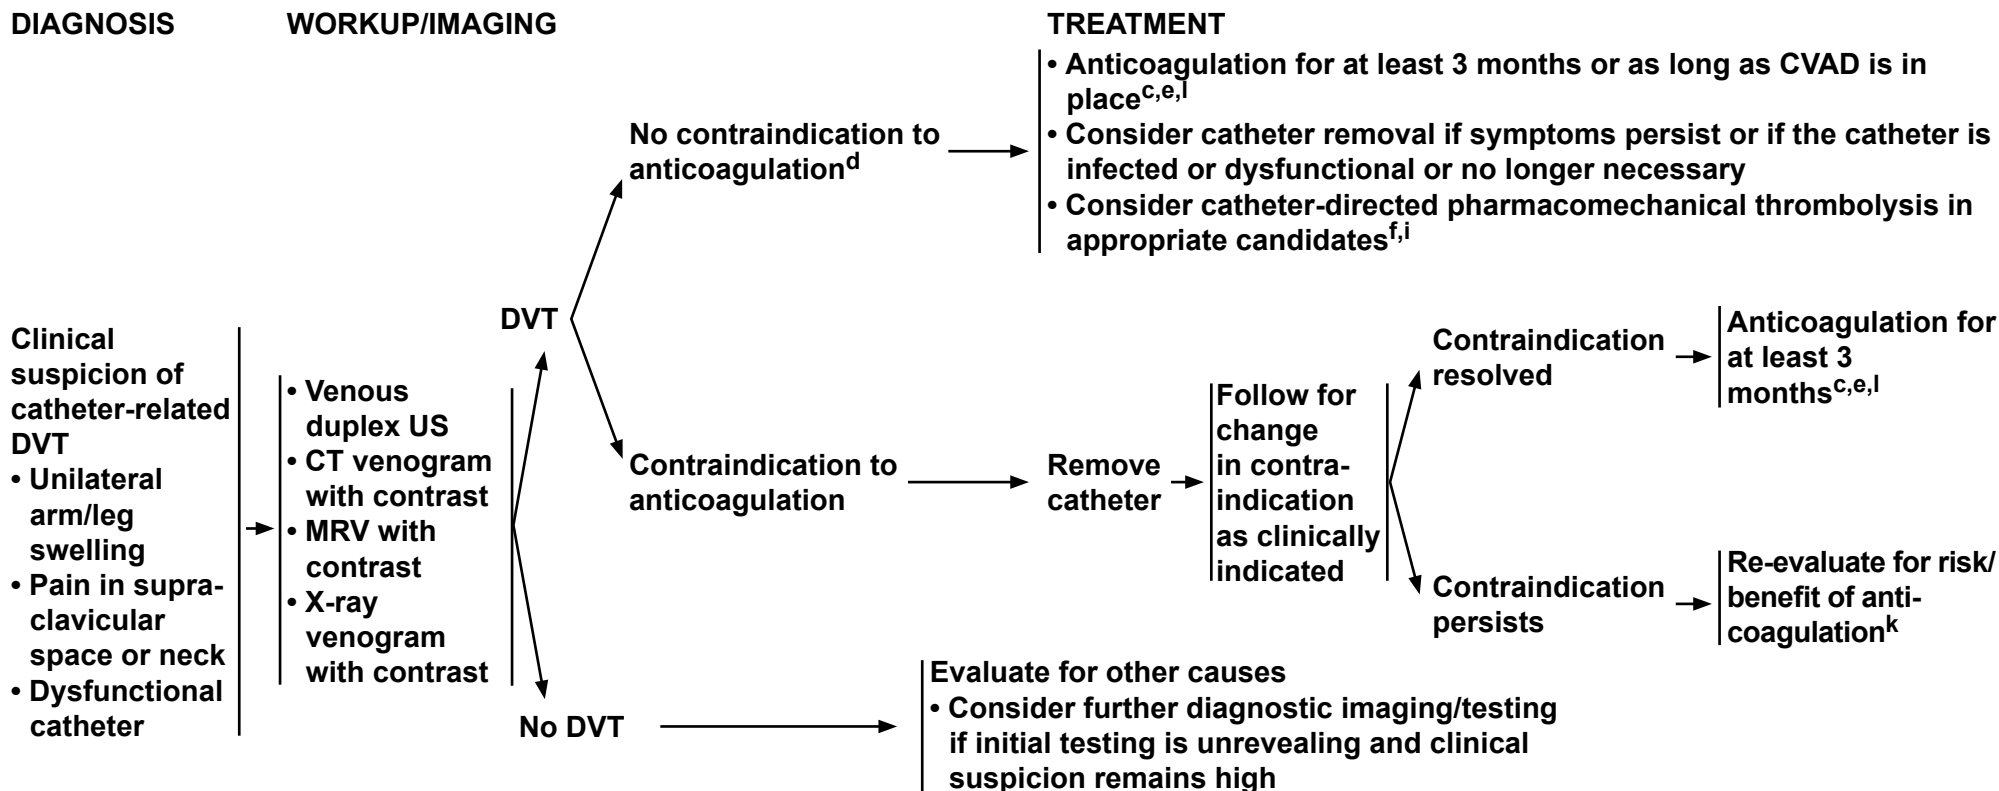 DIAGNOSIS
WORKUP/IMAGING
TREATMENT
Clinical
suspicion of
catheter-related
DVT
• Unilateral
arm/leg
swelling
• Pain in supra-
clavicular
space or neck
• Dysfunctional
catheter
• Venous
duplex US
• CT venogram
with contrast
• MRV with
contrast
• X-ray
venogram
with contrast
DVT
No contraindication to
anticoagulationd
• Anticoagulation for at least 3 months or as long as CVAD is in
placec,e,l
• Consider catheter removal if symptoms persist or if the catheter is
infected or dysfunctional or no longer necessary
• Consider catheter-directed pharmacomechanical thrombolysis in
appropriate candidatesf,i
Contraindication to
anticoagulation
Remove
catheter
Follow for
change
in contra-
indication
as clinically
indicated
Contraindication
resolved
Anticoagulation for
at least 3
monthsc,e,l
Contraindication
persists
Re-evaluate for risk/
benefit of anti-
coagulationk
No DVT
Evaluate for other causes
• Consider further diagnostic imaging/testing
if initial testing is unrevealing and clinical
suspicion remains high